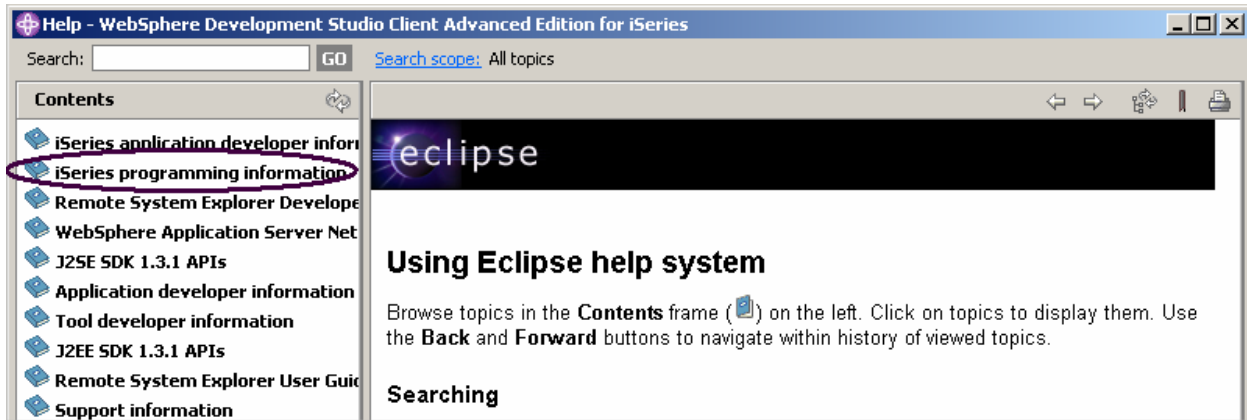 Help - WebSphere Development Studio Client Advanced Edition for iSeries
Search: GO Search scope: All topics
Contents
iSeries application developer inform
iSeries programming information
Remote System Explorer Develope
WebSphere Application Server Net
J2SE SDK 1.3.1 APIs
Application developer information
Tool developer information
J2EE SDK 1.3.1 APIs
Remote System Explorer User Guid
Support information
eclipse
Using Eclipse help system
Browse topics in the Contents frame ( ) on the left. Click on topics to display them. Use
the Back and Forward buttons to navigate within history of viewed topics.
Searching